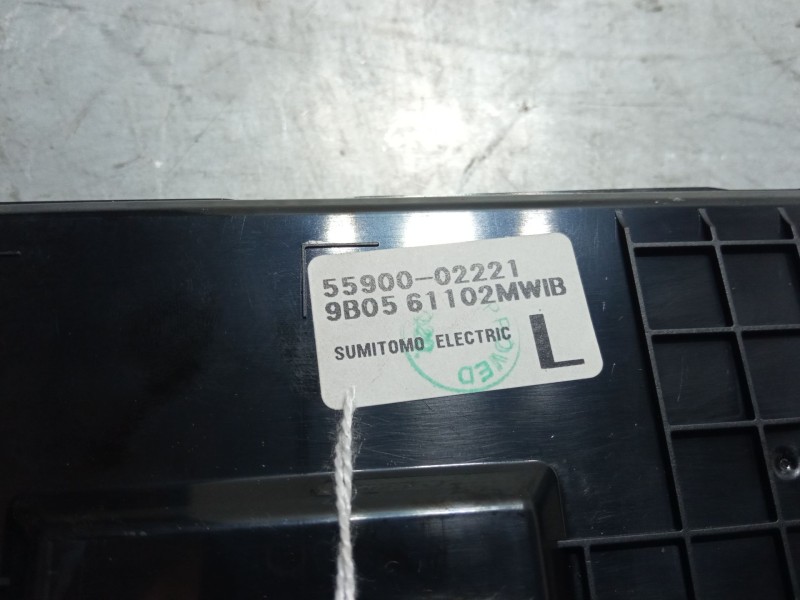 55900-02221
9B05 61102MWIB
SUMITOMO ELECTRIC L